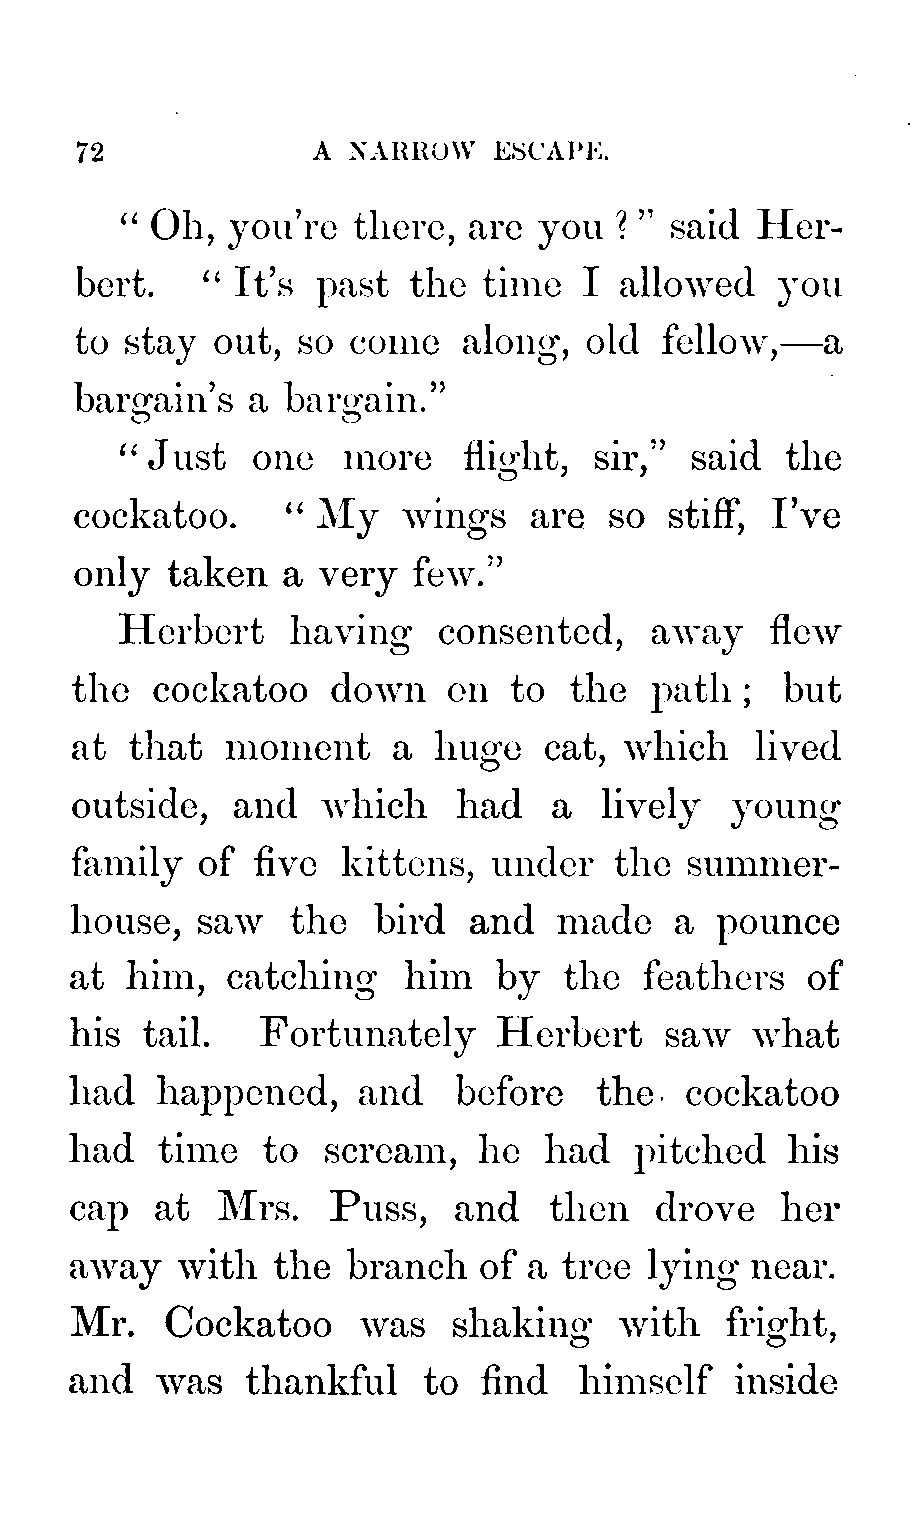 72 A NARROW ESCAPE.
“ Oh, you’re there, are you ? ” said Her-
bert. “ It’s past the time I allowed you
to stay out, so come along, old fellow,—a
bargain’s a bargain.”
“ Just one more flight, sir,” said the
cockatoo. “ My wings are so stiff, I’ve
only taken a very few.”
Herbert having consented, away flew
the cockatoo down on to the path ; but
at that moment a huge cat, which lived
outside, and which had a lively young
family of five kittens, under the summer-
house, saw the bird and made a pounce
at him, catching him by the feathers of
his tail. Fortunately Herbert saw what
had happened, and before the cockatoo
had time to scream, he had pitched his
cap at Mrs. Puss, and then drove her
away with the branch of a tree lying near.
Mr. Cockatoo was shaking with fright,
and was thankful to find himself inside